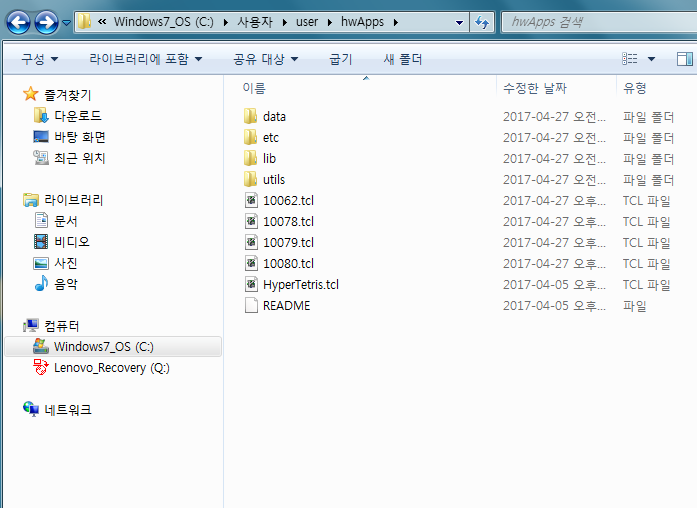 « Windows7_OS (C:) ▸ 사용자 ▸ user ▸ hwApps ▸
hwApps 검색
구성 라이브러리에 포함 공유 대상 굽기 새 폴더
이름 수정한 날짜 유형
즐겨찾기
다운로드
바탕 화면
최근 위치
라이브러리
문서
비디오
사진
음악
컴퓨터
Windows7_OS (C:)
Lenovo_Recovery (Q:)
네트워크
data 2017-04-27 오전... 파일 폴더
etc 2017-04-27 오전... 파일 폴더
lib 2017-04-27 오전... 파일 폴더
utils 2017-04-27 오전... 파일 폴더
10062.tcl 2017-04-27 오후... TCL 파일
10078.tcl 2017-04-27 오후... TCL 파일
10079.tcl 2017-04-27 오후... TCL 파일
10080.tcl 2017-04-27 오후... TCL 파일
HyperTetris.tcl 2017-04-05 오후... TCL 파일
README 2017-04-05 오후... 파일